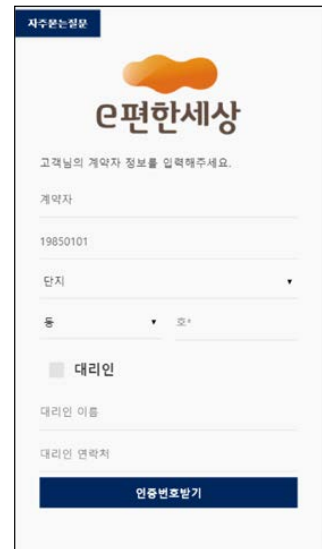 자주묻는질문
e편한세상
고객님의 계약자 정보를 입력해주세요.
계약자
19850101
단지
동 호*
대리인
대리인 이름
대리인 연락처
인증번호받기